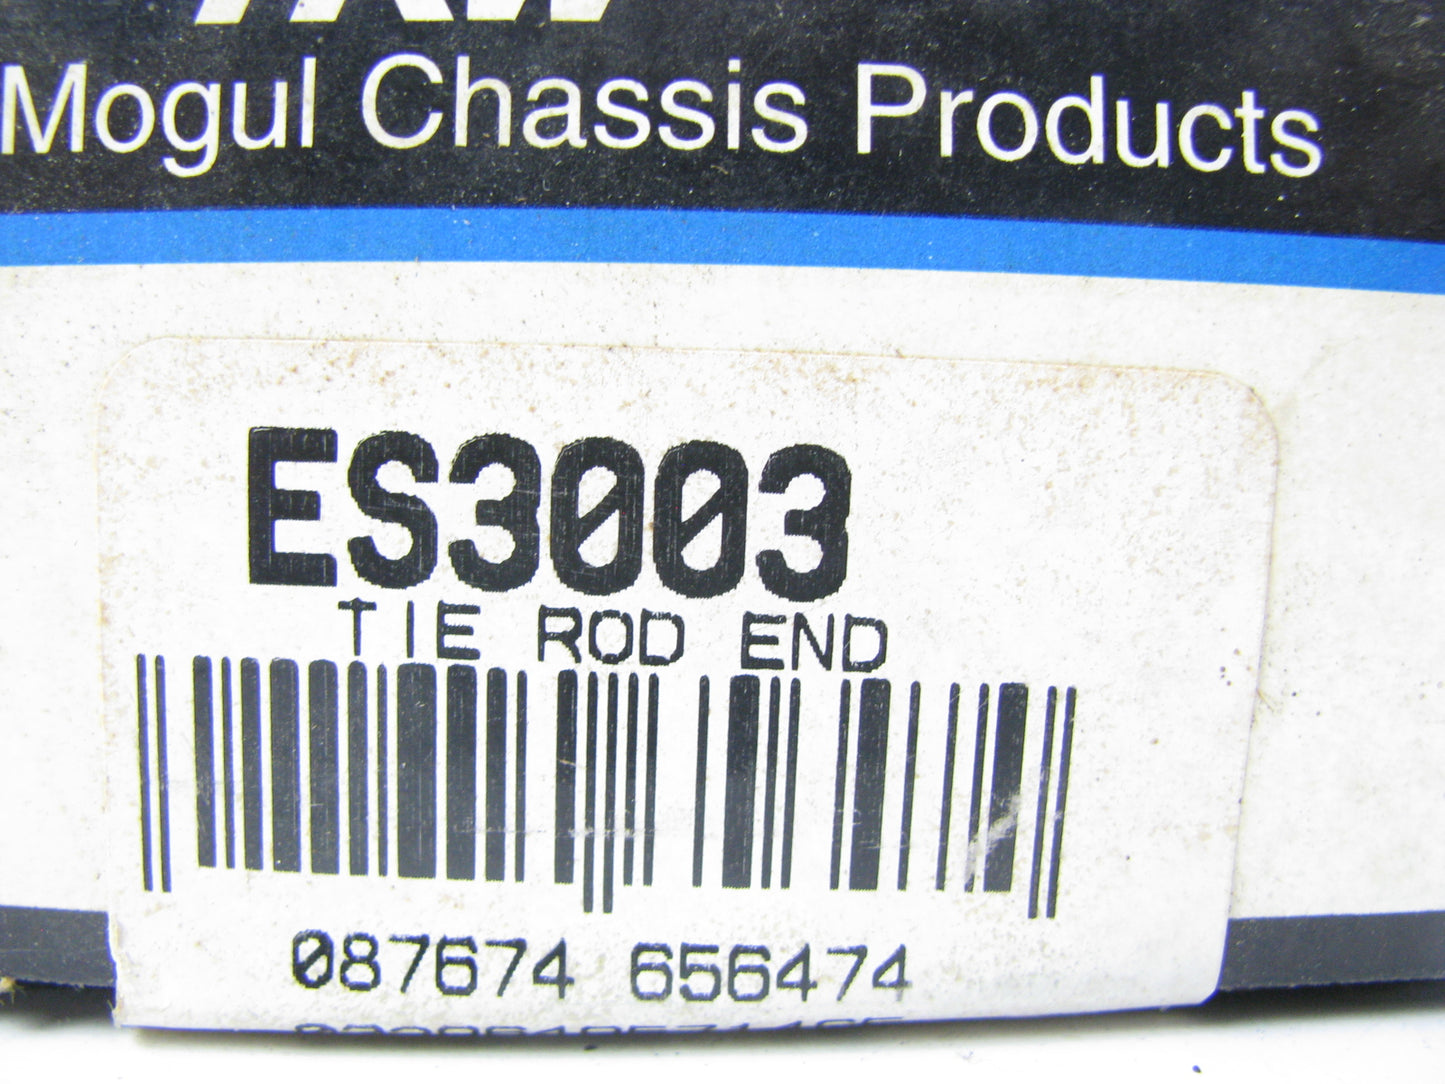 Mogul Chassis Products
ES3003
TIE ROD END
087674 656474